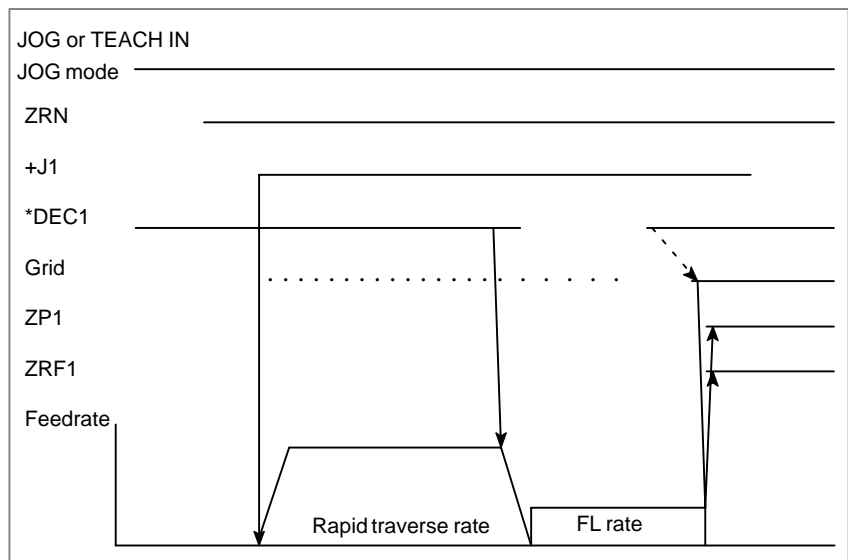 JOG or TEACH IN
JOG mode
ZRN
+J1
*DEC1
Grid
ZP1
ZRF1
Feedrate
Rapid traverse rate
FL rate